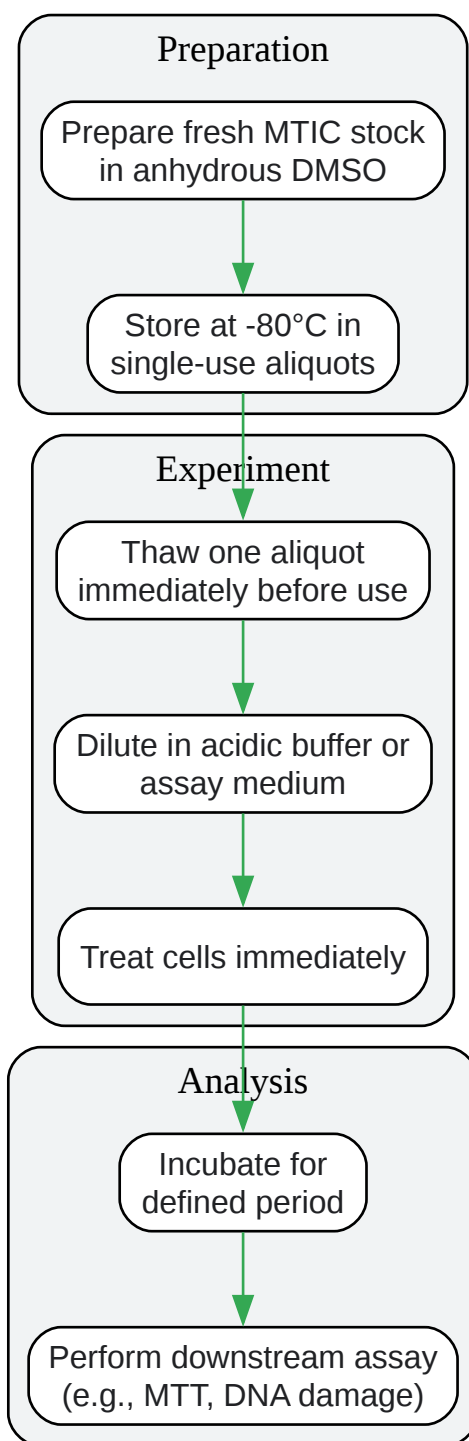 Preparation
Prepare fresh MTIC stock
in anhydrous DMSO
Store at -80°C in
single-use aliquots
Experiment
Thaw one aliquot
immediately before use
Dilute in acidic buffer or
assay medium
Treat cells immediately
Analysis
Incubate for
defined period
Perform downstream assay
(e.g., MTT, DNA damage)